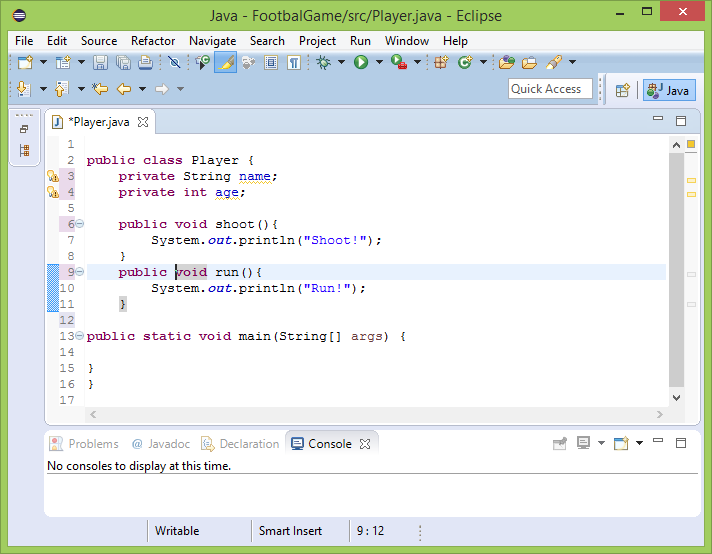 Java - FootbalGame/src/Player.java - Eclipse
File Edit Source Refactor Navigate Search Project Run Window Help
Quick Access Java
*Player.java
1
2 public class Player {
3 private String name;
4 private int age;
5
6 public void shoot(){
7 System.out.println("Shoot!");
8 }
9 public void run(){
10 System.out.println("Run!");
11 }
12
13 public static void main(String[] args) {
14
15 }
16 }
17
Problems @ Javadoc Declaration Console
No consoles to display at this time.
Writable Smart Insert 9 : 12